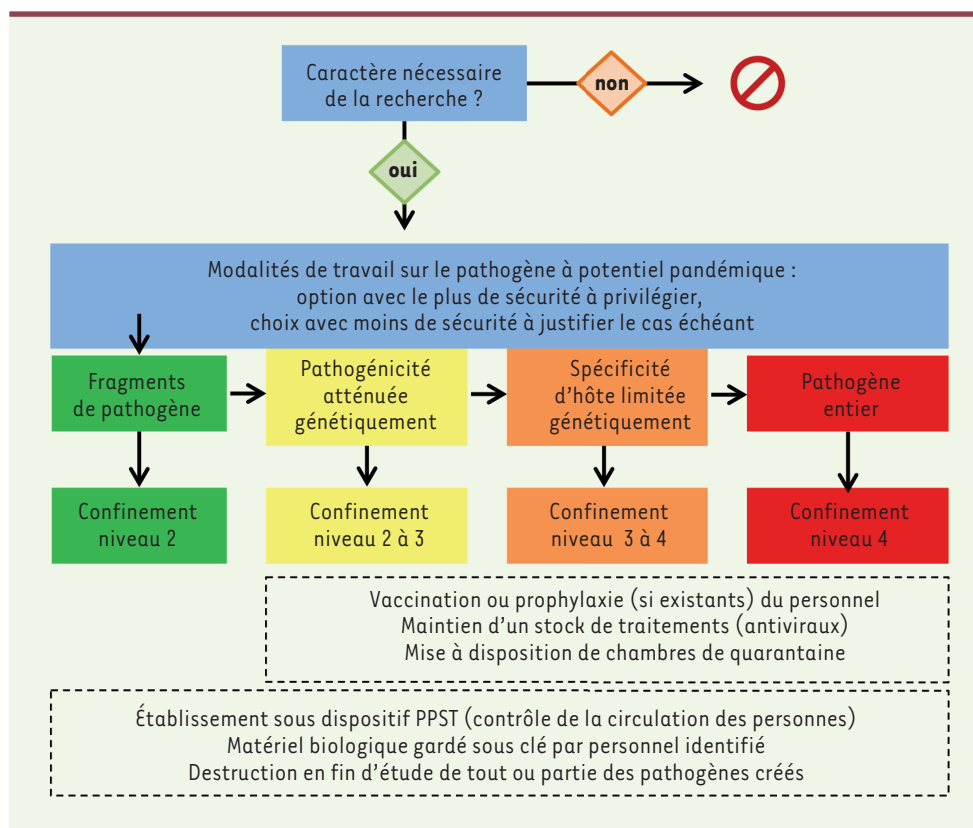 Caractère nécessaire
de la recherche ?
non
oui
Modalités de travail sur le pathogène à potentiel pandémique :
option avec le plus de sécurité à privilégier,
choix avec moins de sécurité à justifier le cas échéant
Fragments
de pathogène
Pathogénicité
atténuée
génétiquement
Spécificité
d’hôte limitée
génétiquement
Pathogène
entier
Confinement
niveau 2
Confinement
niveau 2 à 3
Confinement
niveau 3 à 4
Confinement
niveau 4
Vaccination ou prophylaxie (si existants) du personnel
Maintien d’un stock de traitements (antiviraux)
Mise à disposition de chambres de quarantaine
Établissement sous dispositif PPST (contrôle de la circulation des personnes)
Matériel biologique gardé sous clé par personnel identifié
Destruction en fin d’étude de tout ou partie des pathogènes créés